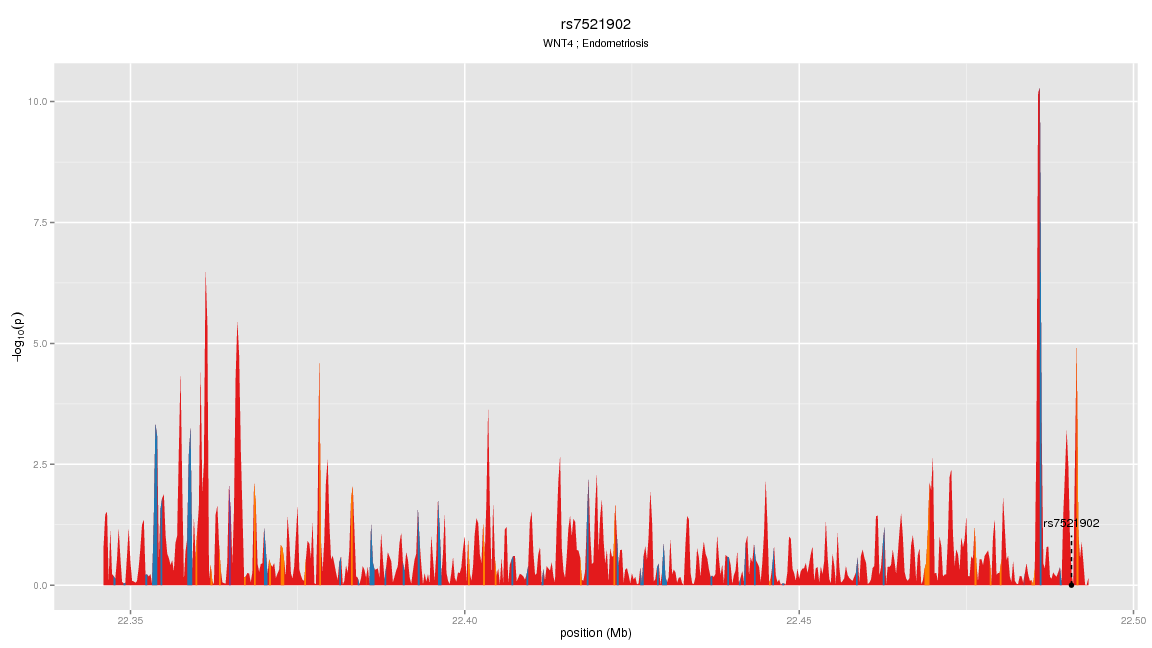 rs7521902
WNT4 ; Endometriosis
−log10(p)
10.0
7.5
5.0
2.5
0.0
rs7521902
22.35
22.40
22.45
22.50
position (Mb)